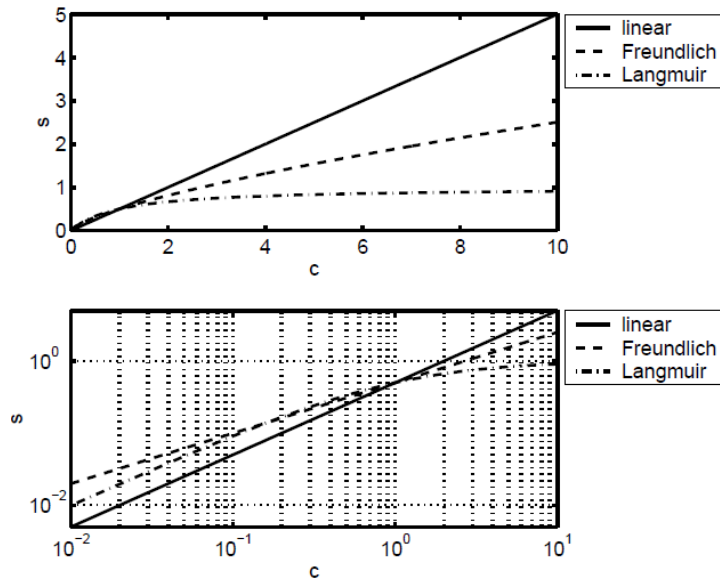 5
4
3
2
1
0
s
0 2 4 6 8 10
c
linear
Freundlich
Langmuir
10^0
10^-2
s
10^-2 10^-1 10^0 10^1
c
linear
Freundlich
Langmuir